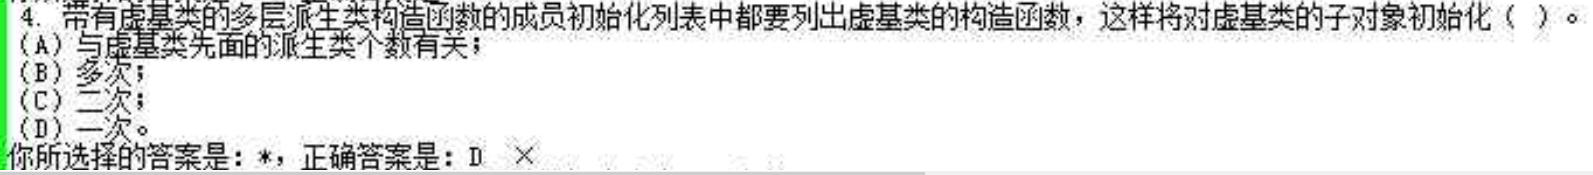 4. 带有虚基类的多层派生类构造函数的成员初始化列表中都要列出虚基类的构造函数，这样将对虚基类的子对象初始化（ ）。
（A）与虚基类先面的派生类个数有关；
（B）多次；
（C）二次；
（D）一次。
你所选择的答案是：*，正确答案是：D ×